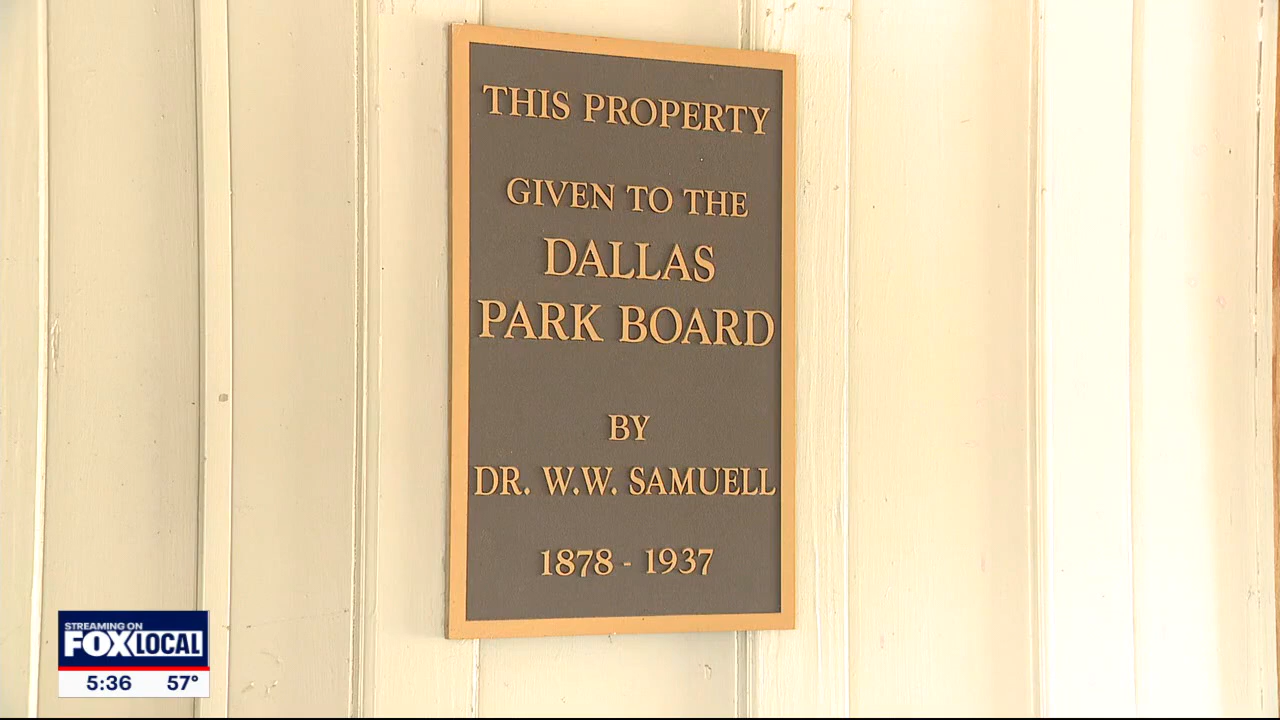 THIS PROPERTY
GIVEN TO THE
DALLAS
PARK BOARD
BY
DR. W.W. SAMUELL
1878 - 1937
STREAMING ON
FOX LOCAL
5:36 57°